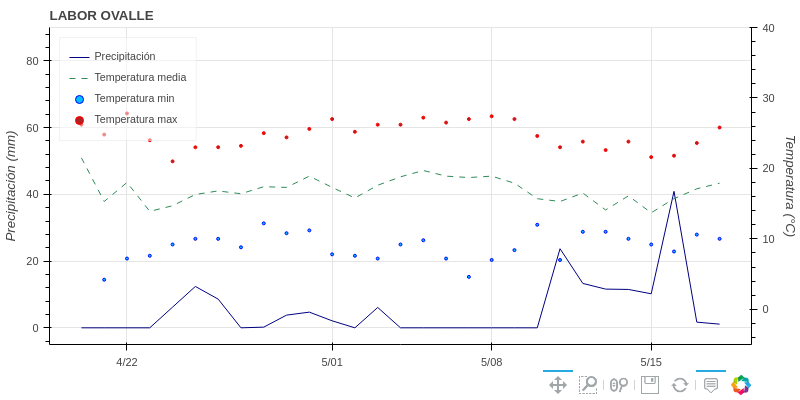 LABOR OVALLE
Precipitación
Temperatura media
Temperatura min
Temperatura max
Precipitación (mm)
80
60
40
20
0
Temperatura (°C)
40
30
20
10
0
4/22
5/01
5/08
5/15